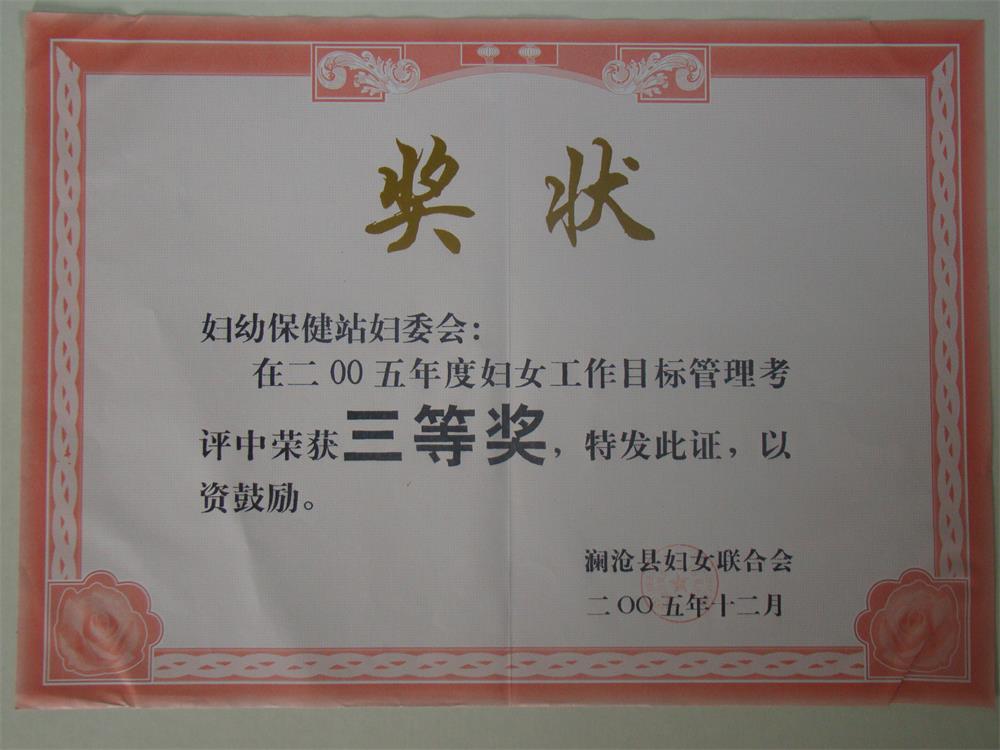 奖状
妇幼保健站妇委会：
在二00五年度妇女工作目标管理考
评中荣获三等奖，特发此证，以
资鼓励。
澜沧县妇女联合会
二OO五年十二月